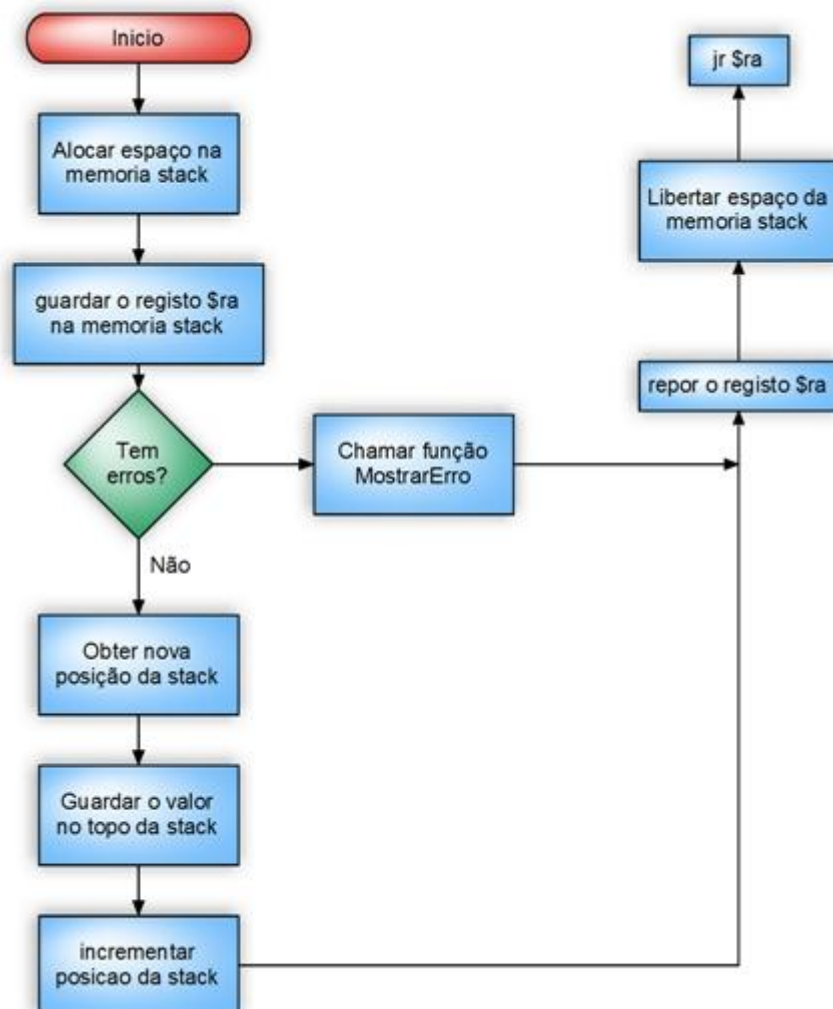 Inicio
Alocar espaço na
memoria stack
guardar o registo $ra
na memoria stack
Tem
erros?
Chamar função
MostrarErro
Não
Obter nova
posição da stack
Guardar o valor
no topo da stack
incrementar
posicao da stack
repor o registo $ra
Libertar espaço da
memoria stack
jr $ra